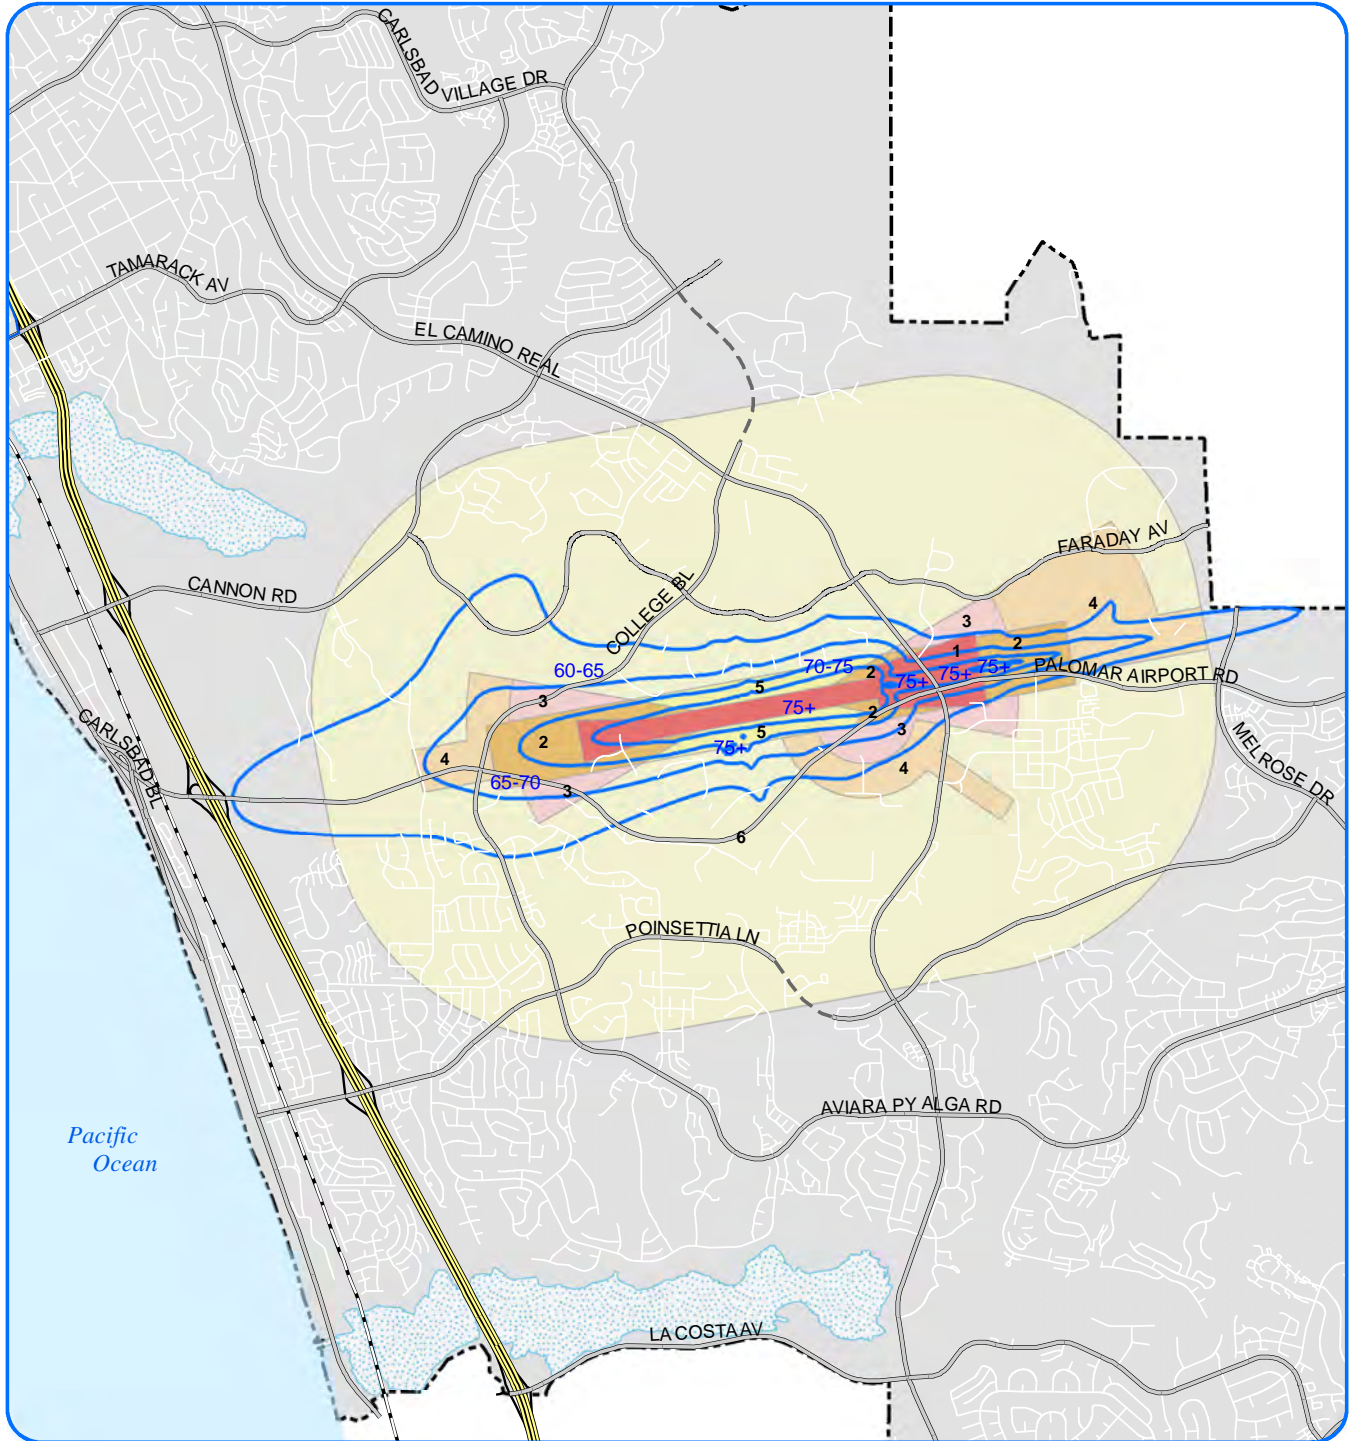 CARLSBAD
VILLAGE DR
TAMARACK AV
EL CAMINO REAL
FARADAY AV
CANNON RD
COLLEGE BL
4
3
2
1
60-65
70-75
2
75+
75+
75+
PALOMAR AIRPORT RD
5
3
75+
2
CARLSBAD BL
5
3
2
75+
MELROSE DR
4
4
65-70
3
6
POINSETTIA LN
AVIARA PY ALGA RD
Pacific
Ocean
LA COSTA AV